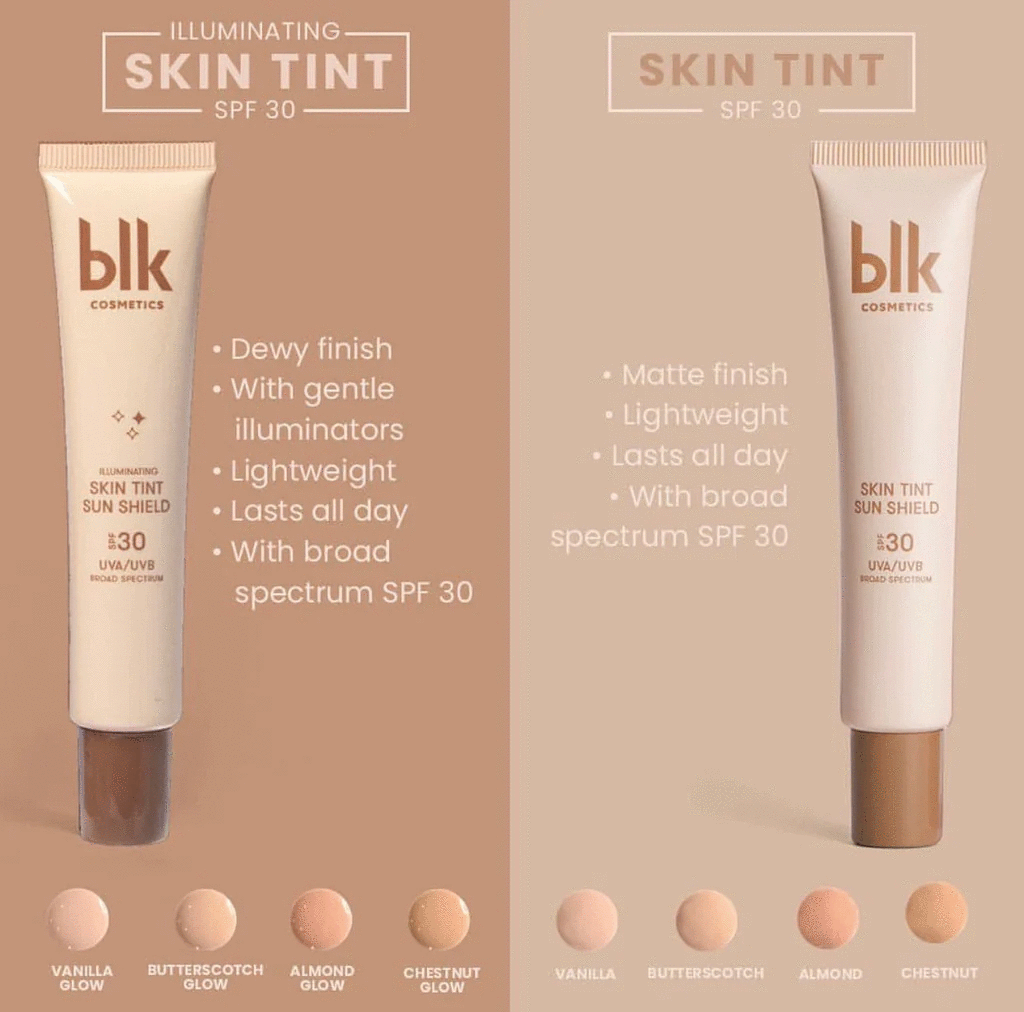 ILLUMINATING
SKIN TINT
SPF 30
blk
COSMETICS
ILLUMINATING
SKIN TINT
SUN SHIELD
SPF 30
UVA/UVB
BROAD SPECTRUM
• Dewy finish
• With gentle
illuminators
• Lightweight
• Lasts all day
• With broad
spectrum SPF 30
VANILLA
GLOW
BUTTERSCOTCH
GLOW
ALMOND
GLOW
CHESTNUT
GLOW
SKIN TINT
SPF 30
• Matte finish
• Lightweight
• Lasts all day
• With broad
spectrum SPF 30
blk
COSMETICS
SKIN TINT
SUN SHIELD
SPF 30
UVA/UVB
BROAD SPECTRUM
VANILLA
BUTTERSCOTCH
ALMOND
CHESTNUT